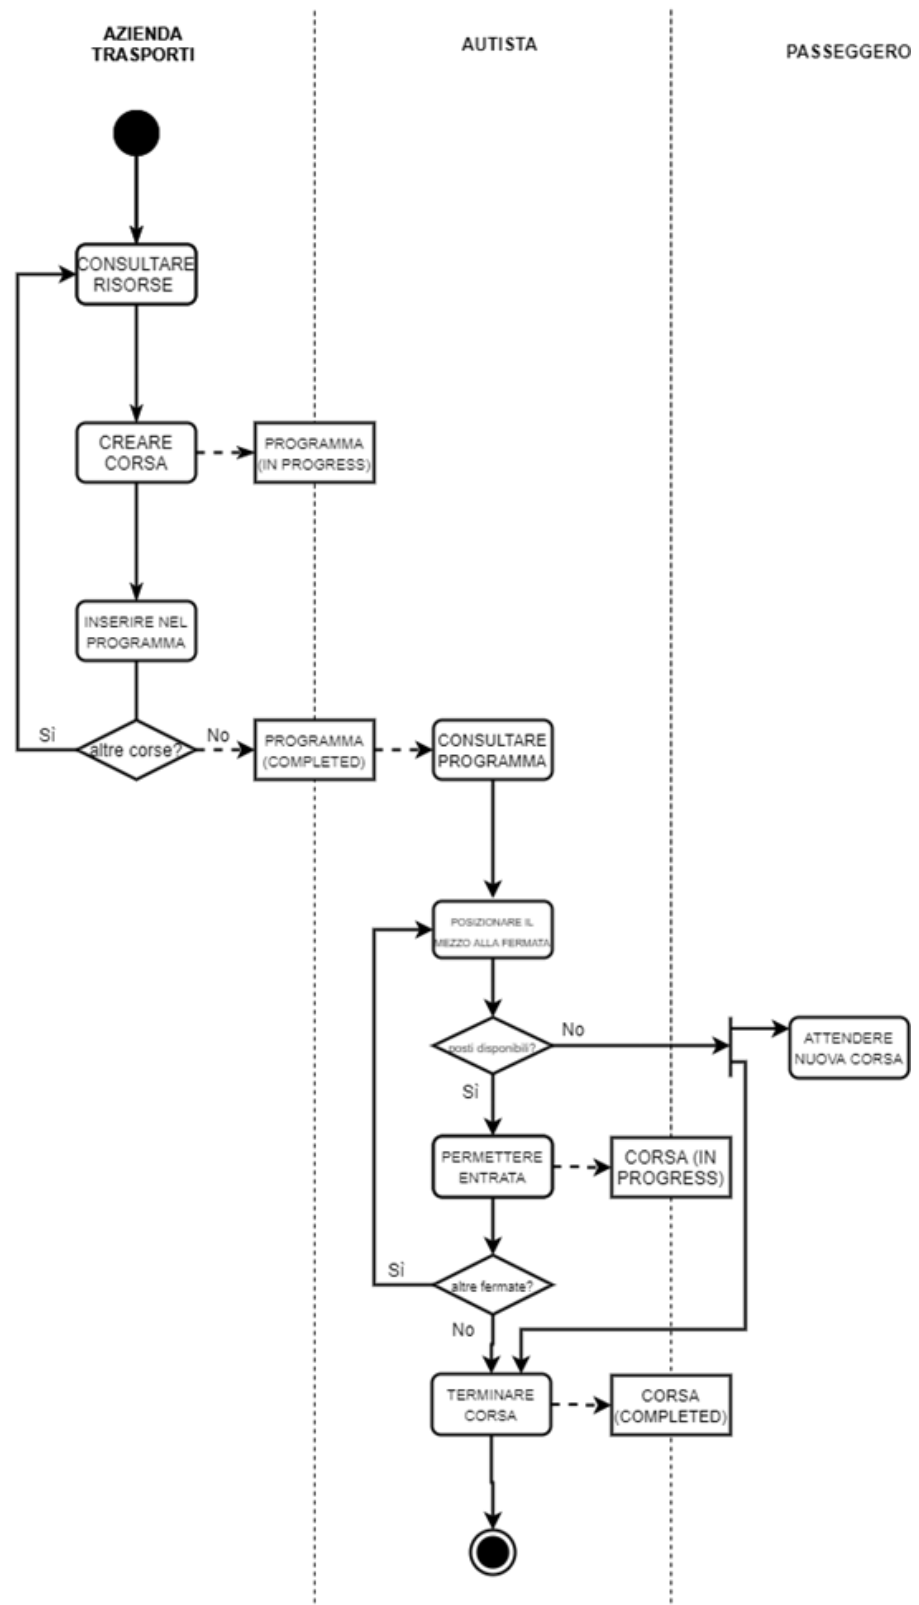 AZIENDA
TRASPORTI
AUTISTA
PASSEGGERO
CONSULTARE
RISORSE
CREARE
CORSA
PROGRAMMA
(IN PROGRESS)
INSERIRE NEL
PROGRAMMA
Sì
altre corse?
No
PROGRAMMA
(COMPLETED)
CONSULTARE
PROGRAMMA
POSIZIONARE IL
MEZZO ALLA FERMATA
posti disponibili?
No
ATTENDERE
NUOVA CORSA
Sì
PERMETTERE
ENTRATA
CORSA (IN
PROGRESS)
Sì
altre fermate?
No
TERMINARE
CORSA
CORSA
(COMPLETED)